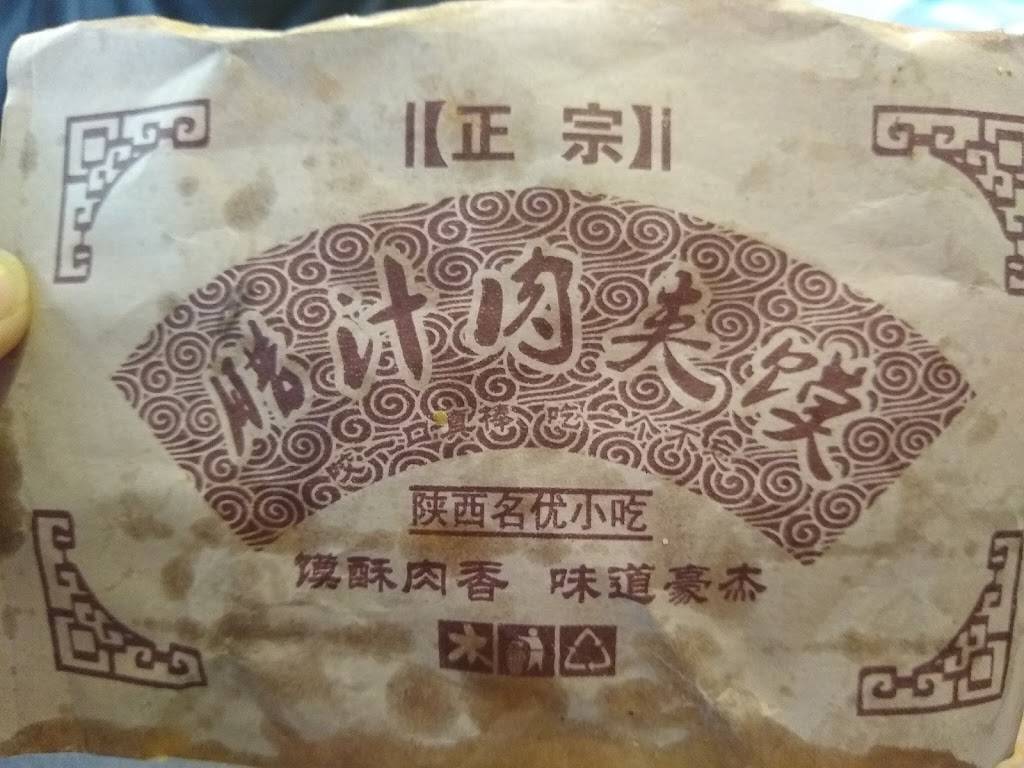 【正宗】
腊汁肉夹馍
陕西名优小吃
馍酥肉香 味道豪杰